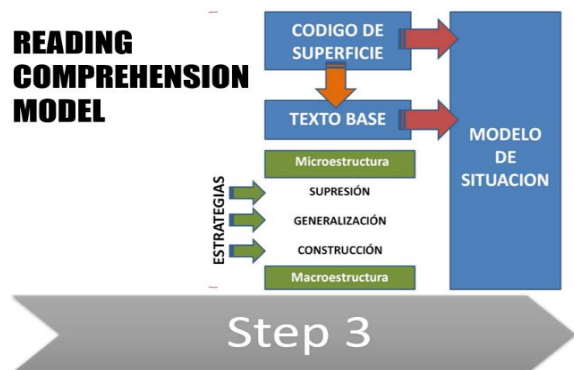 READING
COMPREHENSION
MODEL
CODIGO DE
SUPERFICIE
TEXTO BASE
Microestructura
ESTRATEGIAS
SUPRESIÓN
GENERALIZACIÓN
CONSTRUCCIÓN
Macroestructura
MODELO
DE
SITUACION
Step 3